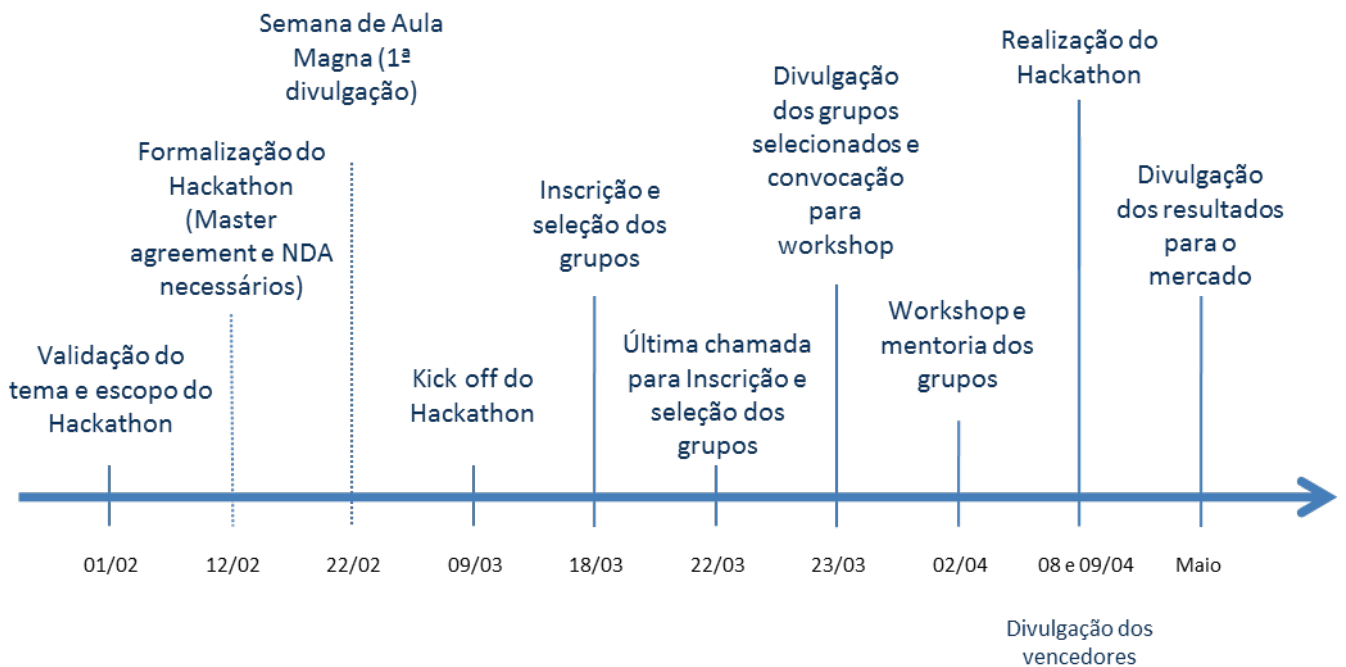 Validação do
tema e escopo do
Hackathon
Formalização do
Hackathon
(Master
agreement e NDA
necessários)
Semana de Aula
Magna (1ª
divulgação)
Kick off do
Hackathon
Inscrição e
seleção dos
grupos
Última chamada
para Inscrição e
seleção dos
grupos
Divulgação
dos grupos
selecionados e
convocação
para
workshop
Workshop e
mentoria dos
grupos
Realização do
Hackathon
Divulgação
dos resultados
para o
mercado
01/02
12/02
22/02
09/03
18/03
22/03
23/03
02/04
08 e 09/04
Maio
Divulgação dos
vencedores